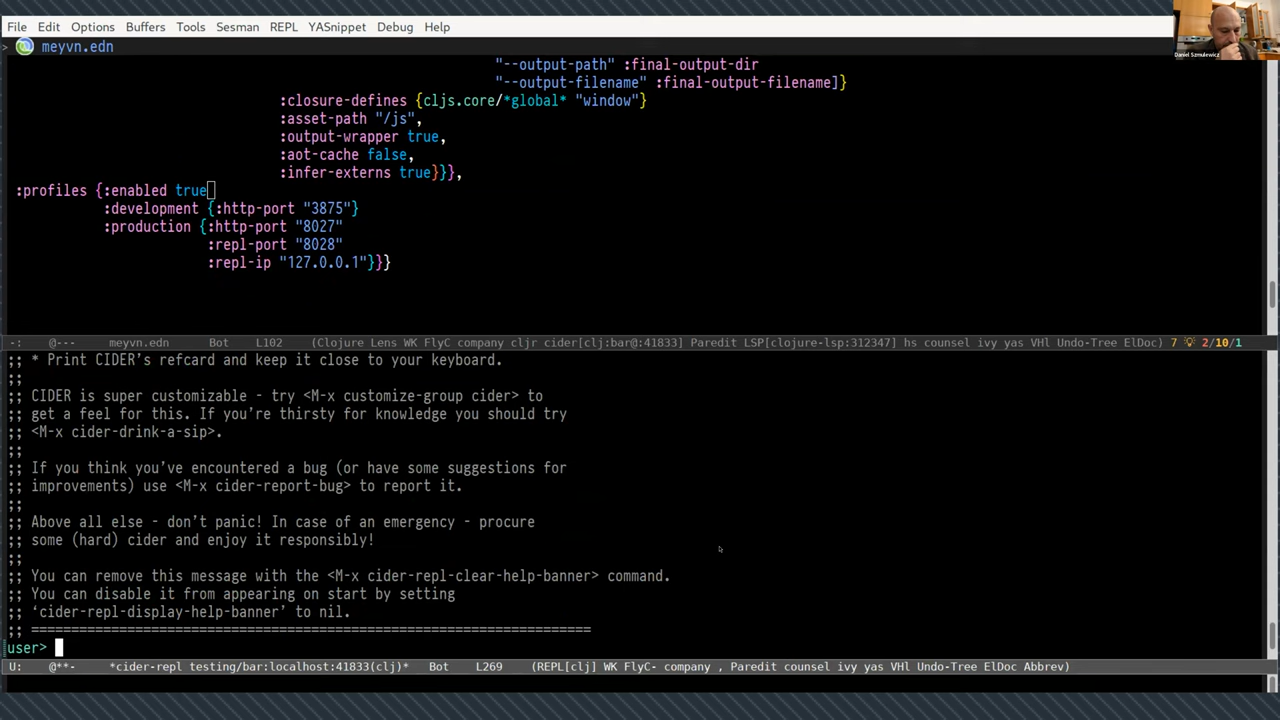 File Edit Options Buffers Tools Sesman REPL YASnippet Debug Help
Daniel Szmulewicz
> meyvn.edn
"--output-path" :final-output-dir
"--output-filename" :final-output-filename]}
:closure-defines {cljs.core/*global* "window"}
:asset-path "/js",
:output-wrapper true,
:aot-cache false,
:infer-externs true}}},
:profiles {:enabled true
:development {:http-port "3875"}
:production {:http-port "8027"
:repl-port "8028"
:repl-ip "127.0.0.1"}}}
-: @--- meyvn.edn Bot L102 (Clojure Lens WK FlyC company cljr cider[clj:bar@:41833] Paredit LSP[clojure-lsp:312347] hs counsel ivy yas VHl Undo-Tree ElDoc) 7 2/10/1
;; * Print CIDER’s refcard and keep it close to your keyboard.
;;
;; CIDER is super customizable - try <M-x customize-group cider> to
;; get a feel for this. If you’re thirsty for knowledge you should try
;; <M-x cider-drink-a-sip>.
;;
;; If you think you’ve encountered a bug (or have some suggestions for
;; improvements) use <M-x cider-report-bug> to report it.
;;
;; Above all else - don’t panic! In case of an emergency - procure
;; some (hard) cider and enjoy it responsibly!
;;
;; You can remove this message with the <M-x cider-repl-clear-help-banner> command.
;; You can disable it from appearing on start by setting
;; ‘cider-repl-display-help-banner’ to nil.
;; ======================================================================
user>
U: @**- *cider-repl testing/bar:localhost:41833(clj)* Bot L269 (REPL[clj] WK FlyC- company , Paredit counsel ivy yas VHl Undo-Tree ElDoc Abbrev)